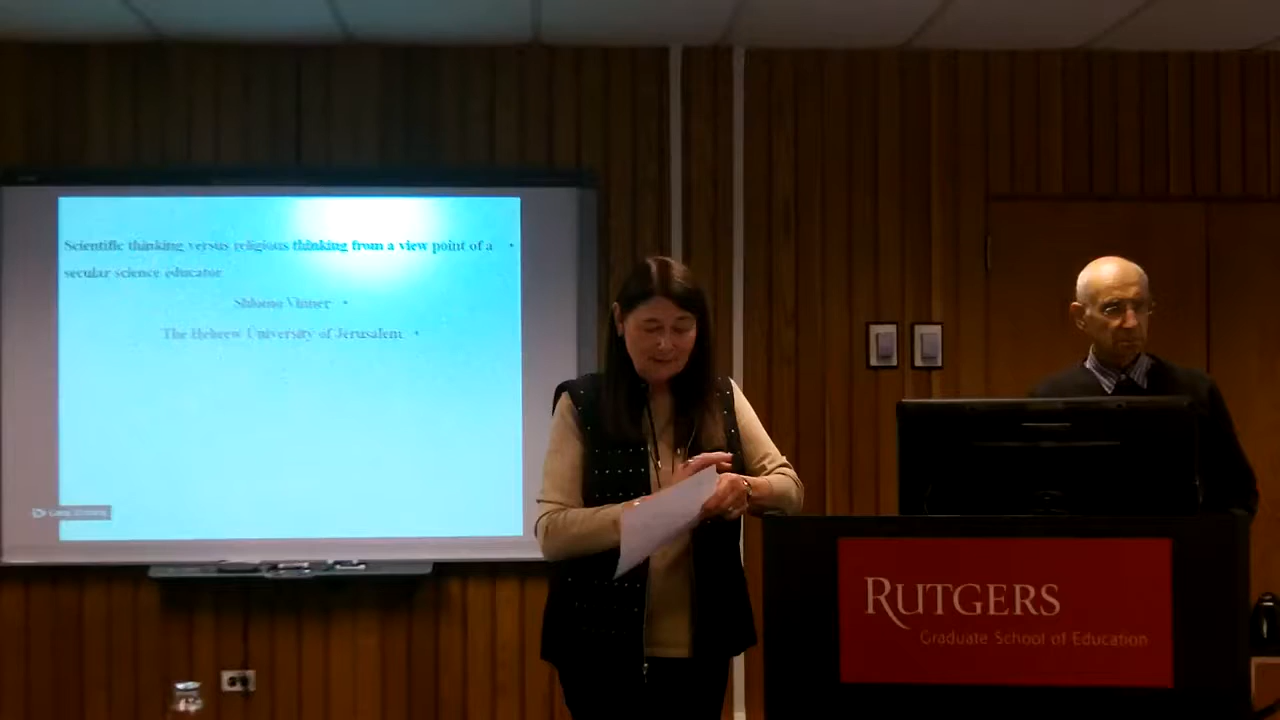 Scientific thinking versus religious thinking from a view point of a •
secular science educator
Shlomo Vinner •
The Hebrew University of Jerusalem •
RUTGERS
Graduate School of Education